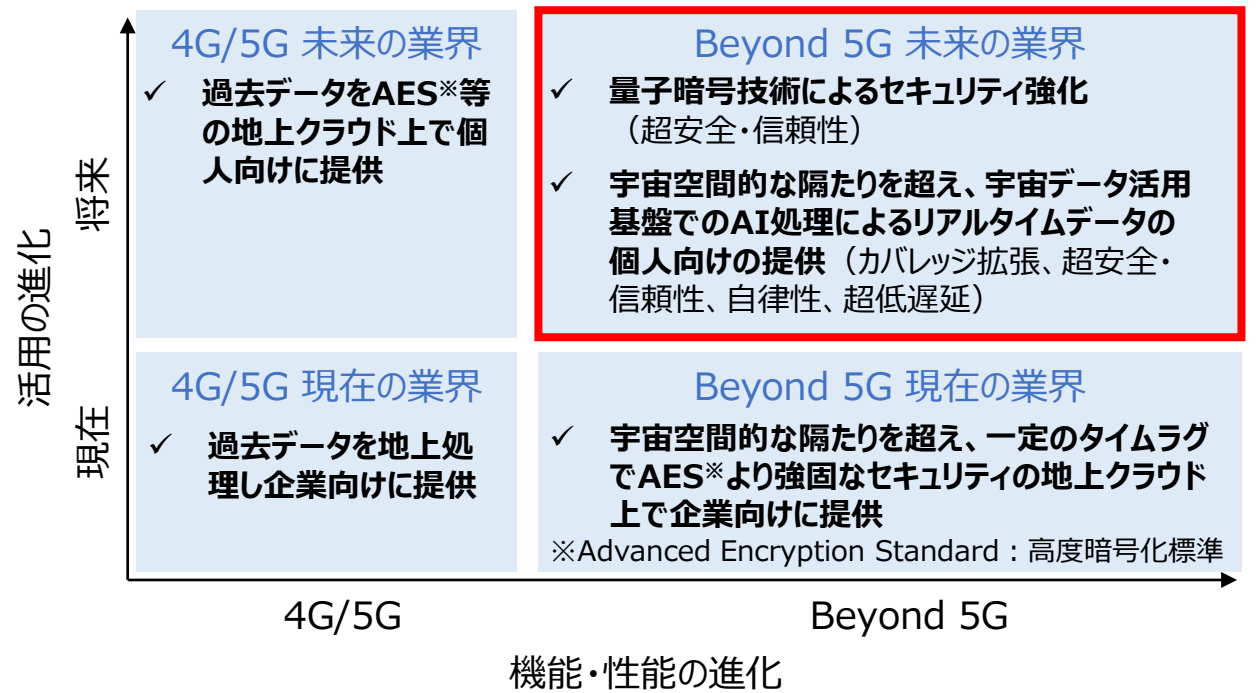 4G/5G 未来の業界
✓ 過去データをAES※等
の地上クラウド上で個
人向けに提供
Beyond 5G 未来の業界
✓ 量子暗号技術によるセキュリティ強化
（超安全・信頼性）
✓ 宇宙空間的な隔たりを超え、宇宙データ活用
基盤でのAI処理によるリアルタイムデータの
個人向けの提供（カバレッジ拡張、超安全・
信頼性、自律性、超低遅延）
4G/5G 現在の業界
✓ 過去データを地上処
理し企業向けに提供
Beyond 5G 現在の業界
✓ 宇宙空間的な隔たりを超え、一定のタイムラグ
でAES※より強固なセキュリティの地上クラウド
上で企業向けに提供
※Advanced Encryption Standard：高度暗号化標準
活用の進化
将来
現在
4G/5G
Beyond 5G
機能・性能の進化